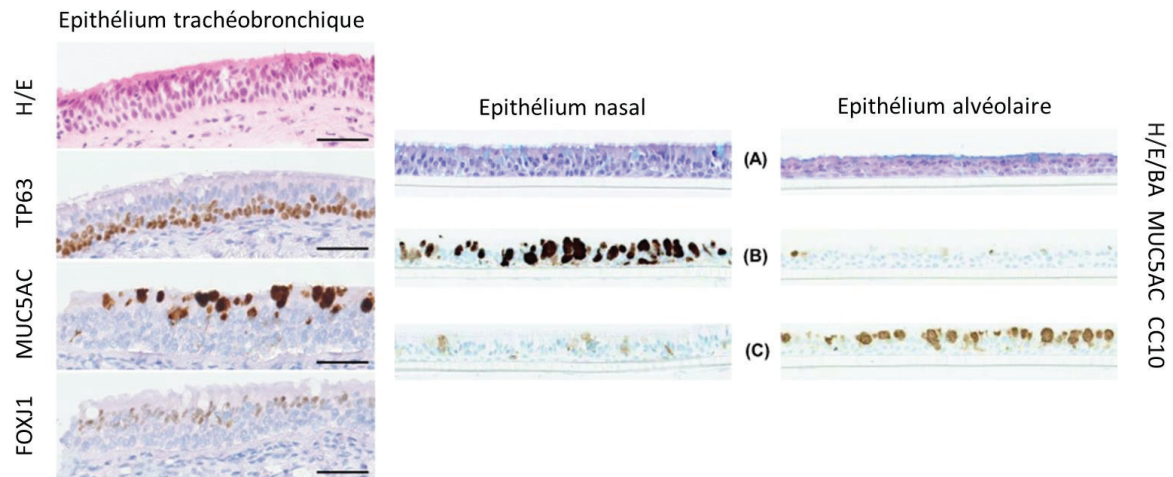 Epithélium trachéobronchique
H/E
TP63
MUC5AC
FOXJ1
Epithélium nasal
Epithélium alvéolaire
(A)
(B)
(C)
H/E/BA
MUC5AC
CC10